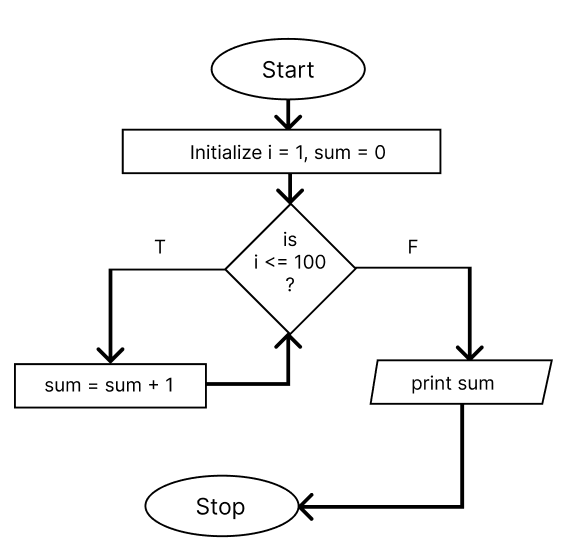 Start
Initialize i = 1, sum = 0
is
i <= 100
?
T
F
sum = sum + 1
print sum
Stop